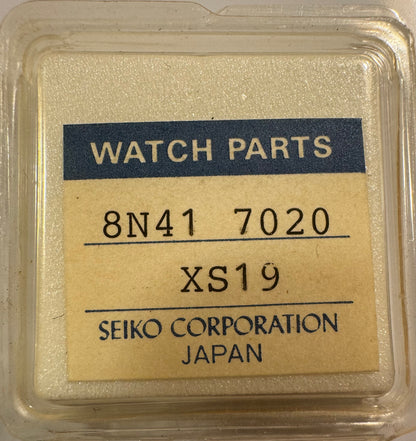 WATCH PARTS
8N41 7020
XS19
SEIKO CORPORATION
JAPAN